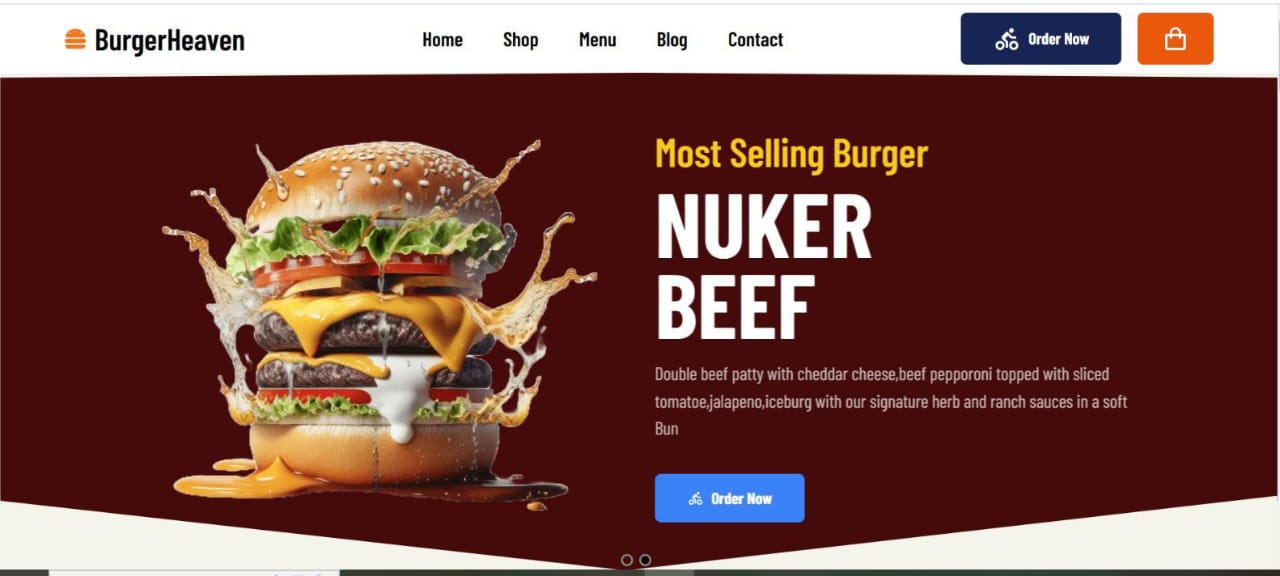 BurgerHeaven
Home Shop Menu Blog Contact
Order Now
Most Selling Burger
NUKER
BEEF
Double beef patty with cheddar cheese,beef pepporoni topped with sliced
tomatoe,jalapeno,iceburg with our signature herb and ranch sauces in a soft
Bun
Order Now